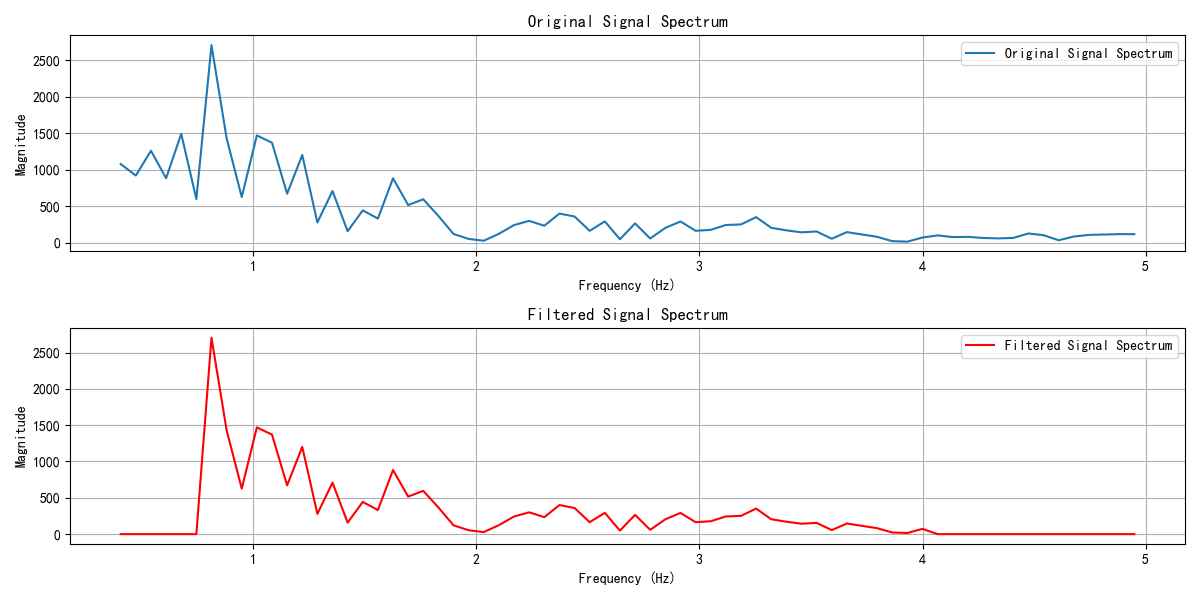 Original Signal Spectrum
Original Signal Spectrum
Magnitude
2500
2000
1500
1000
500
0
1
2
3
4
5
Frequency (Hz)
Filtered Signal Spectrum
Filtered Signal Spectrum
Magnitude
2500
2000
1500
1000
500
0
1
2
3
4
5
Frequency (Hz)